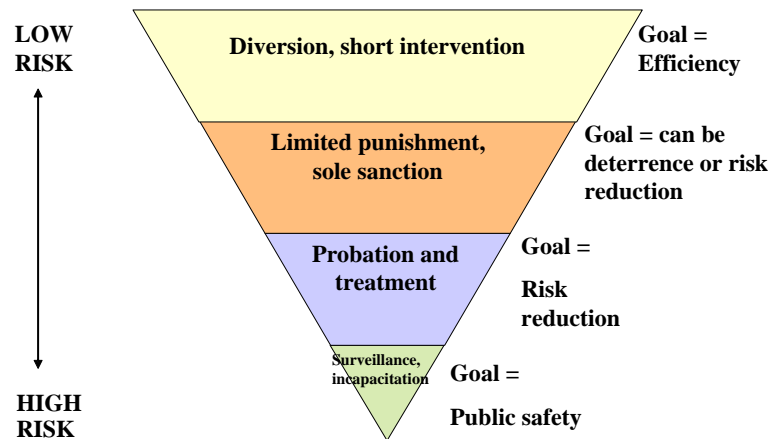 LOW
RISK
Diversion, short intervention
Goal =
Efficiency
Limited punishment,
sole sanction
Goal = can be
deterrence or risk
reduction
Probation and
treatment
Goal =
Risk
reduction
Surveillance,
incapacitation
Goal =
Public safety
HIGH
RISK